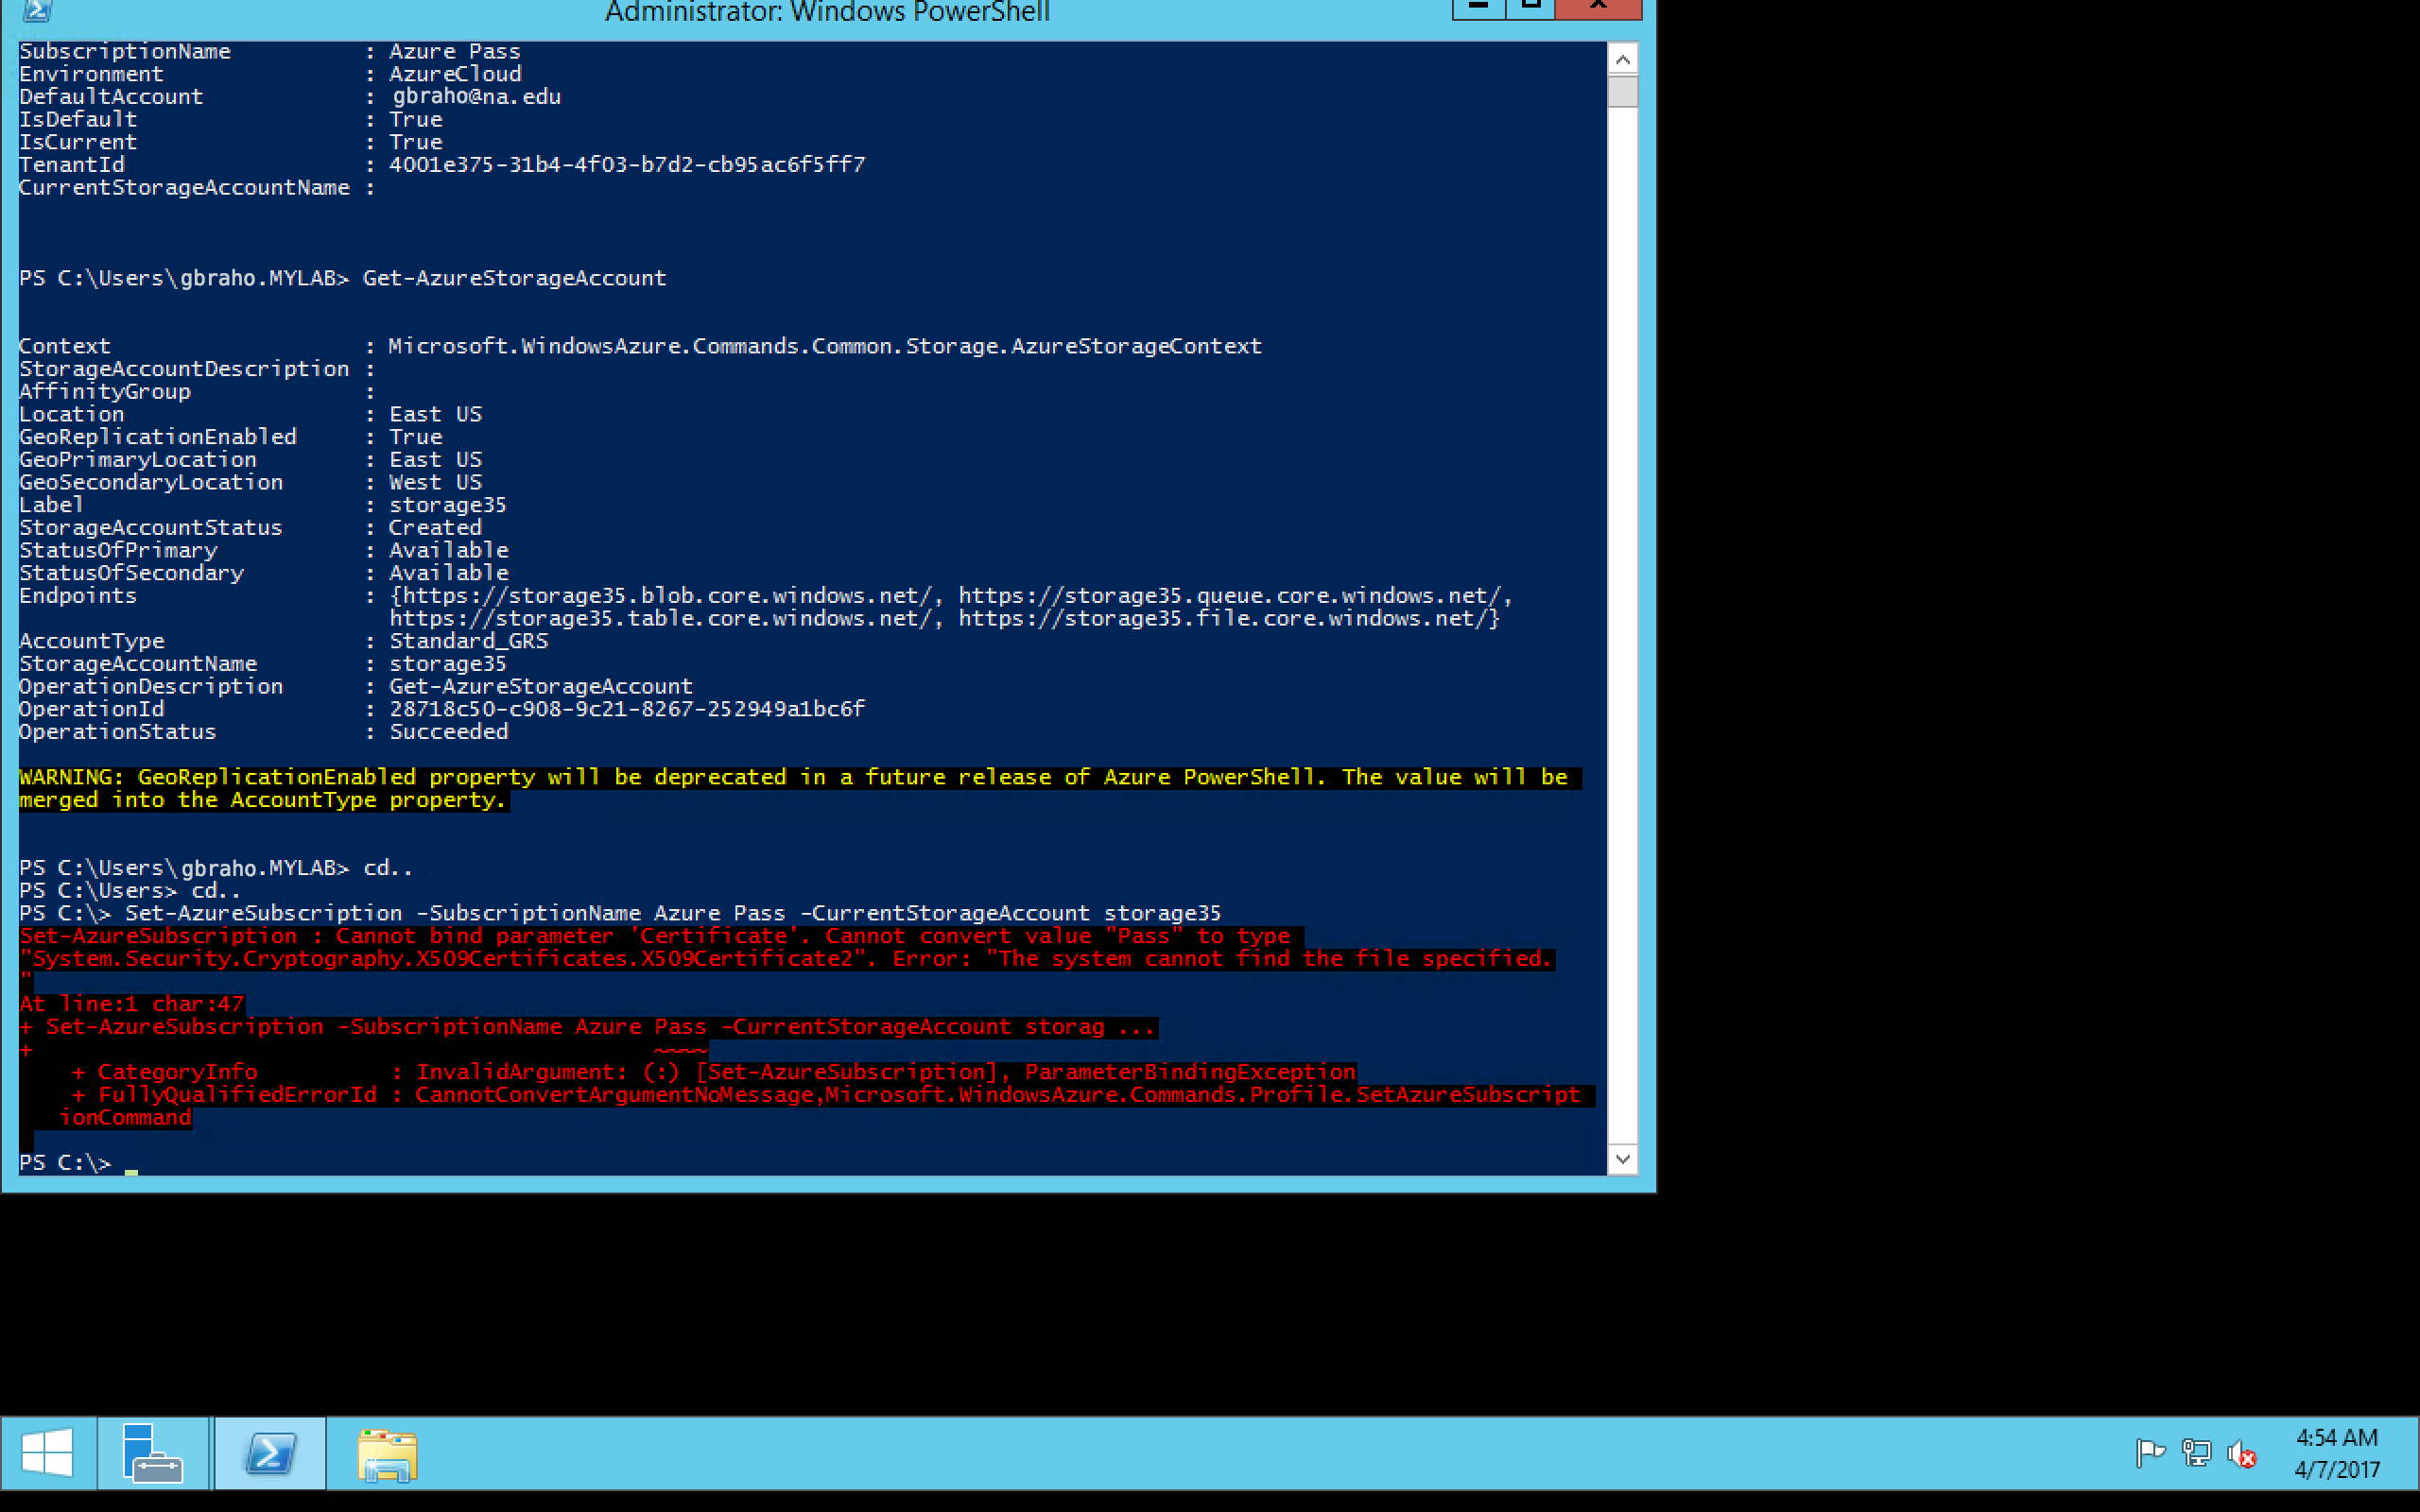 Administrator: Windows PowerShell
SubscriptionName : Azure Pass
Environment : AzureCloud
DefaultAccount : gbraho@na.edu
IsDefault : True
IsCurrent : True
TenantId : 4001e375-31b4-4f03-b7d2-cb95ac6f5ff7
CurrentStorageAccountName :
PS C:\Users\gbraho.MYLAB> Get-AzureStorageAccount
Context : Microsoft.WindowsAzure.Commands.Common.Storage.AzureStorageContext
StorageAccountDescription :
AffinityGroup :
Location : East US
GeoReplicationEnabled : True
GeoPrimaryLocation : East US
GeoSecondaryLocation : West US
Label : storage35
StorageAccountStatus : Created
StatusOfPrimary : Available
StatusOfSecondary : Available
Endpoints : {https://storage35.blob.core.windows.net/, https://storage35.queue.core.windows.net/,
https://storage35.table.core.windows.net/, https://storage35.file.core.windows.net/}
AccountType : Standard_GRS
StorageAccountName : storage35
OperationDescription : Get-AzureStorageAccount
OperationId : 28718c50-c908-9c21-8267-252949a1bc6f
OperationStatus : Succeeded
WARNING: GeoReplicationEnabled property will be deprecated in a future release of Azure PowerShell. The value will be
merged into the AccountType property.
PS C:\Users\gbraho.MYLAB> cd..
PS C:\Users> cd..
PS C:\> Set-AzureSubscription -SubscriptionName Azure Pass -CurrentStorageAccount storage35
Set-AzureSubscription : Cannot bind parameter 'Certificate'. Cannot convert value "Pass" to type
"System.Security.Cryptography.X509Certificates.X509Certificate2". Error: "The system cannot find the file specified.
"
At line:1 char:47
+ Set-AzureSubscription -SubscriptionName Azure Pass -CurrentStorageAccount storag ...
+ ~~~~
+ CategoryInfo : InvalidArgument: (:) [Set-AzureSubscription], ParameterBindingException
+ FullyQualifiedErrorId : CannotConvertArgumentNoMessage,Microsoft.WindowsAzure.Commands.Profile.SetAzureSubscript
ionCommand
PS C:\> _
4:54 AM
4/7/2017